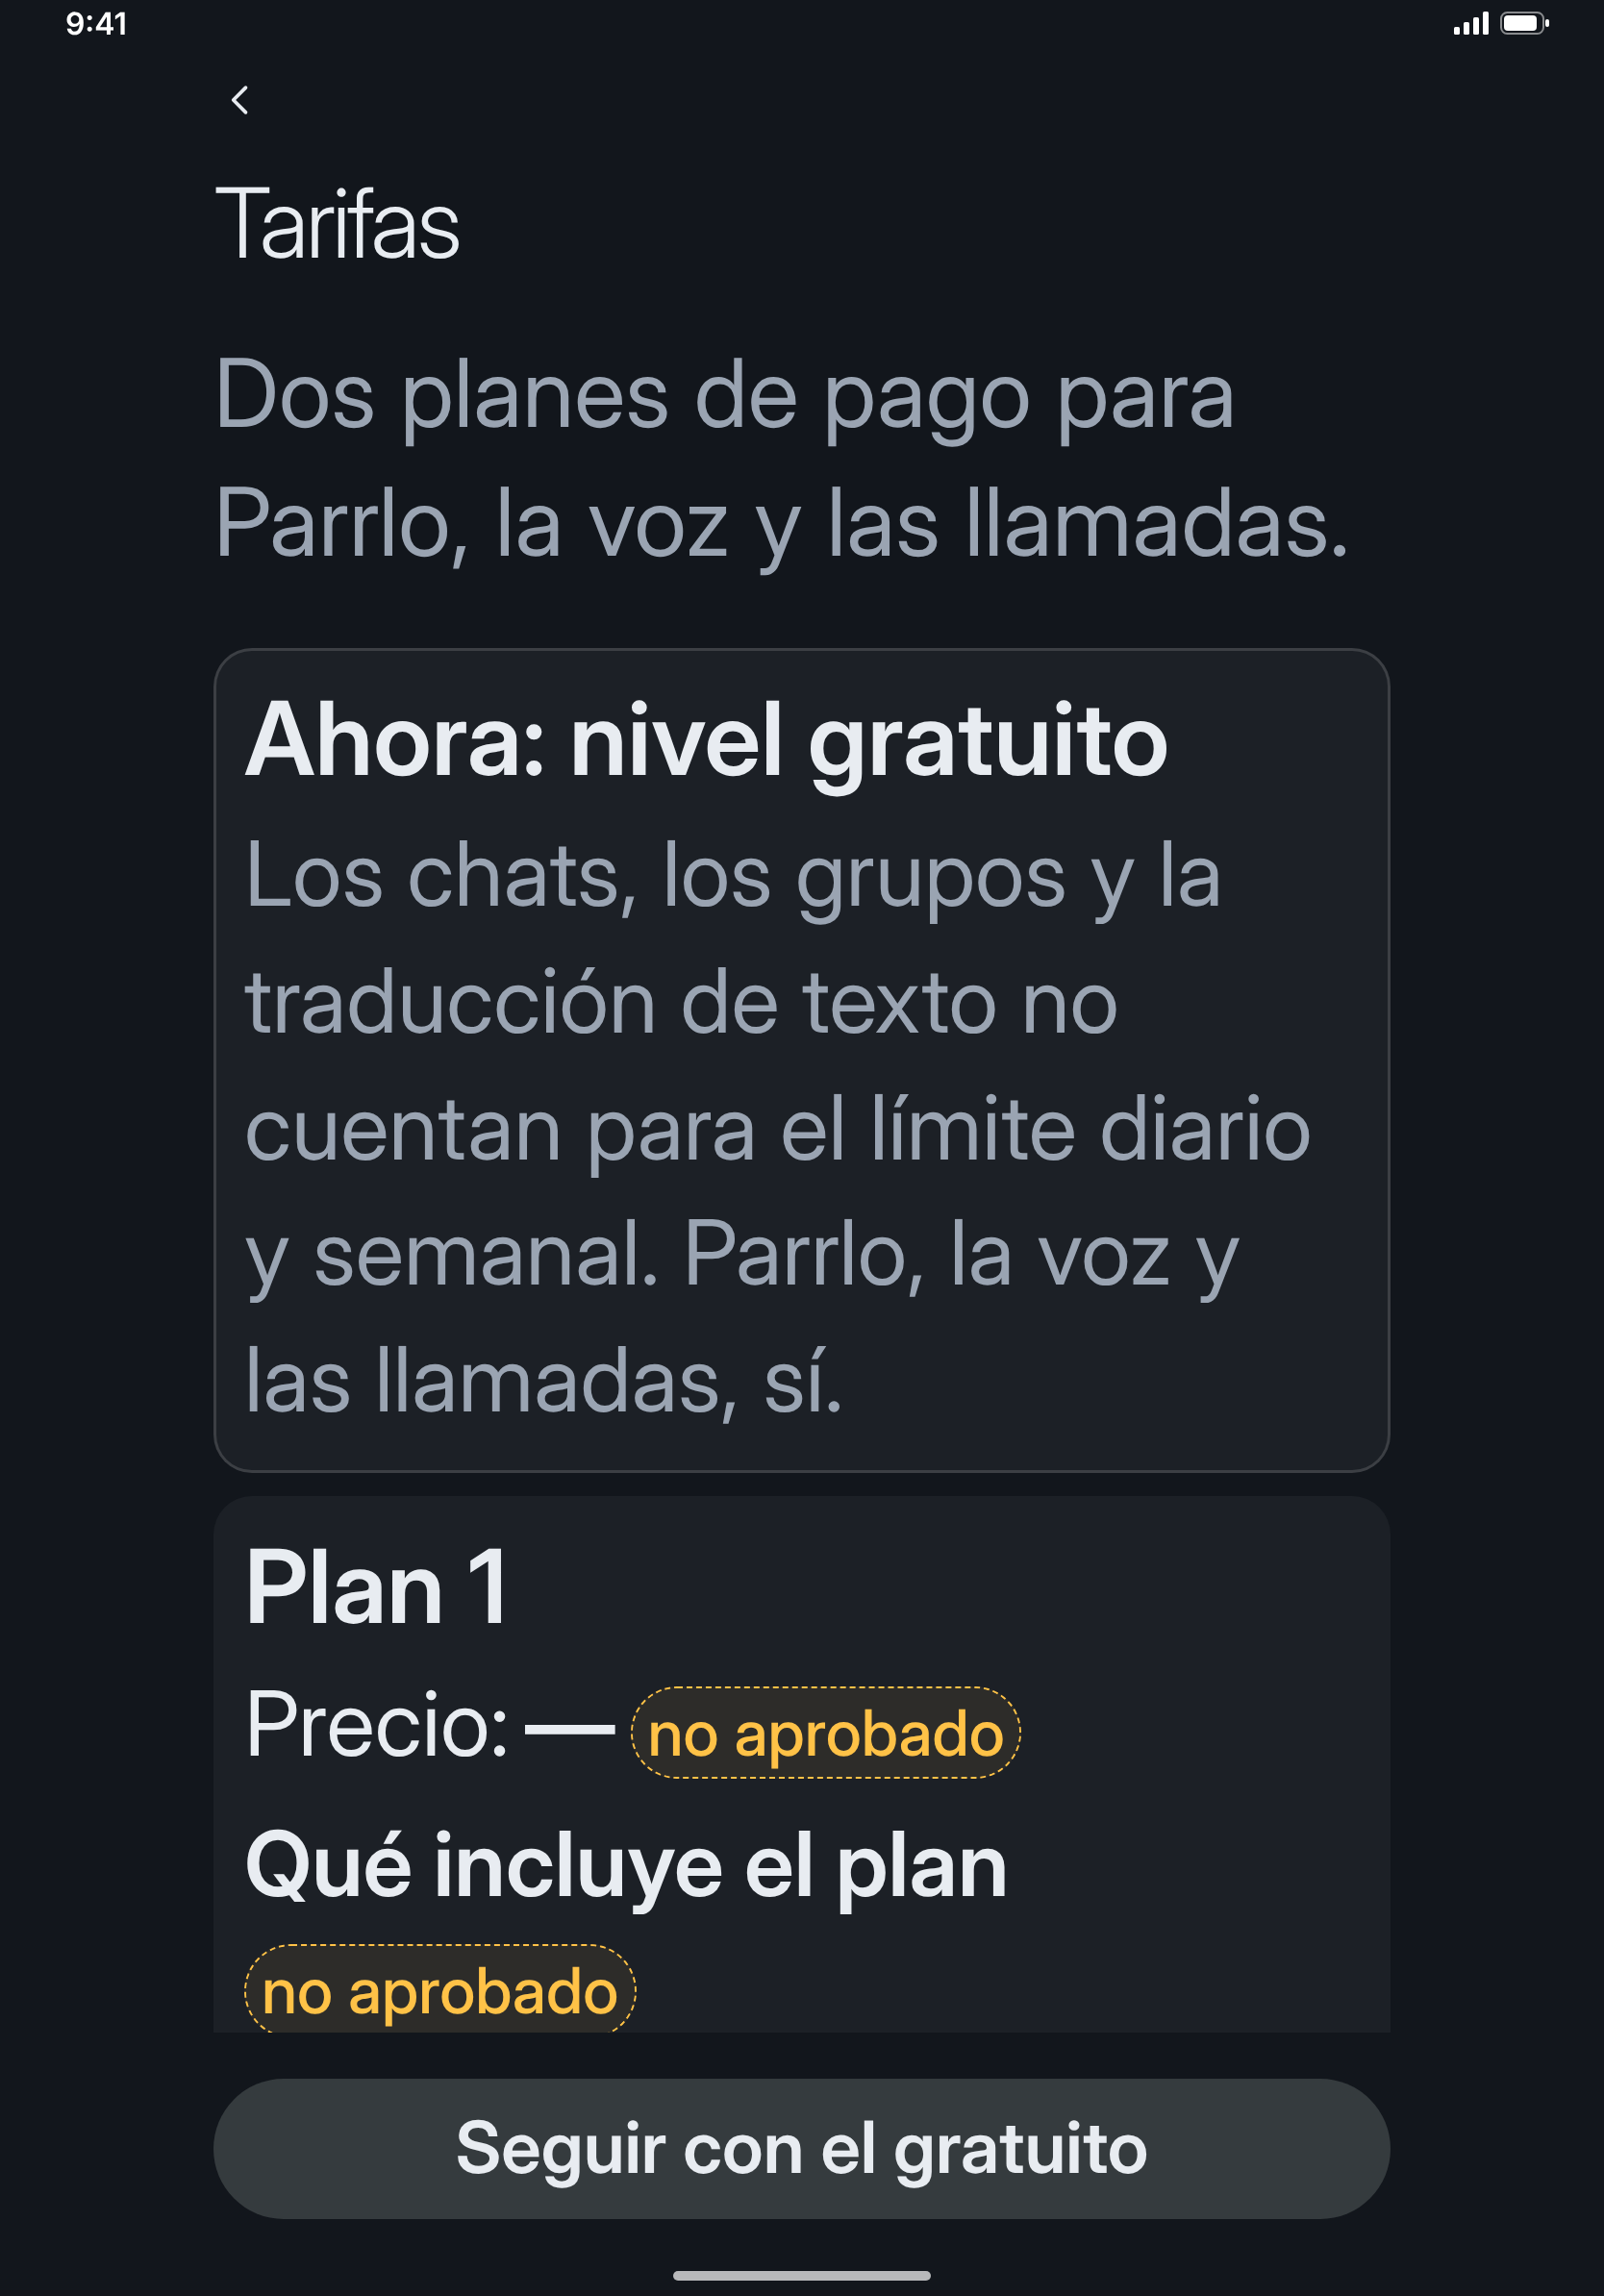 9:41
Tarifas
Dos planes de pago para
Parrlo, la voz y las llamadas.
Ahora: nivel gratuito
Los chats, los grupos y la
traducción de texto no
cuentan para el límite diario
y semanal. Parrlo, la voz y
las llamadas, sí.
Plan 1
Precio: — no aprobado
Qué incluye el plan
no aprobado
Seguir con el gratuito